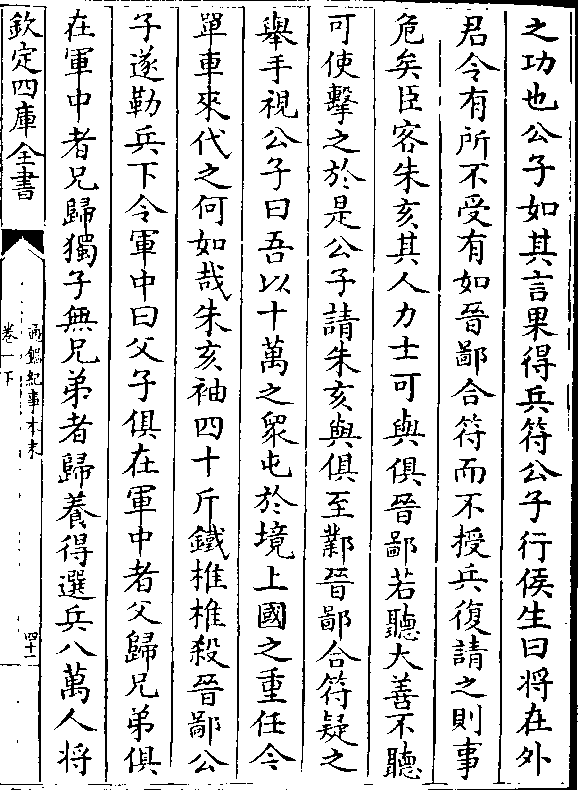 之功也公子如其言果得兵符公子行侯生曰将在外
君令有所不受有如晉鄙合符而不授兵復請之則事
危矣臣客朱亥其人力士可與俱晉鄙若聽大善不聽
可使擊之於是公子請朱亥與俱至鄴晉鄙合符疑之
舉手視公子曰吾以十萬之衆屯於境上國之重任今
單車來代之何如哉朱亥袖四十斤鐵椎椎殺晉鄙公
子遂勒兵下令軍中曰父子俱在軍中者父歸兄弟俱
在軍中者兄歸獨子無兄弟者歸養得選兵八萬人将
欽定四庫全書
通鑑紀事本末
卷一下
四十二